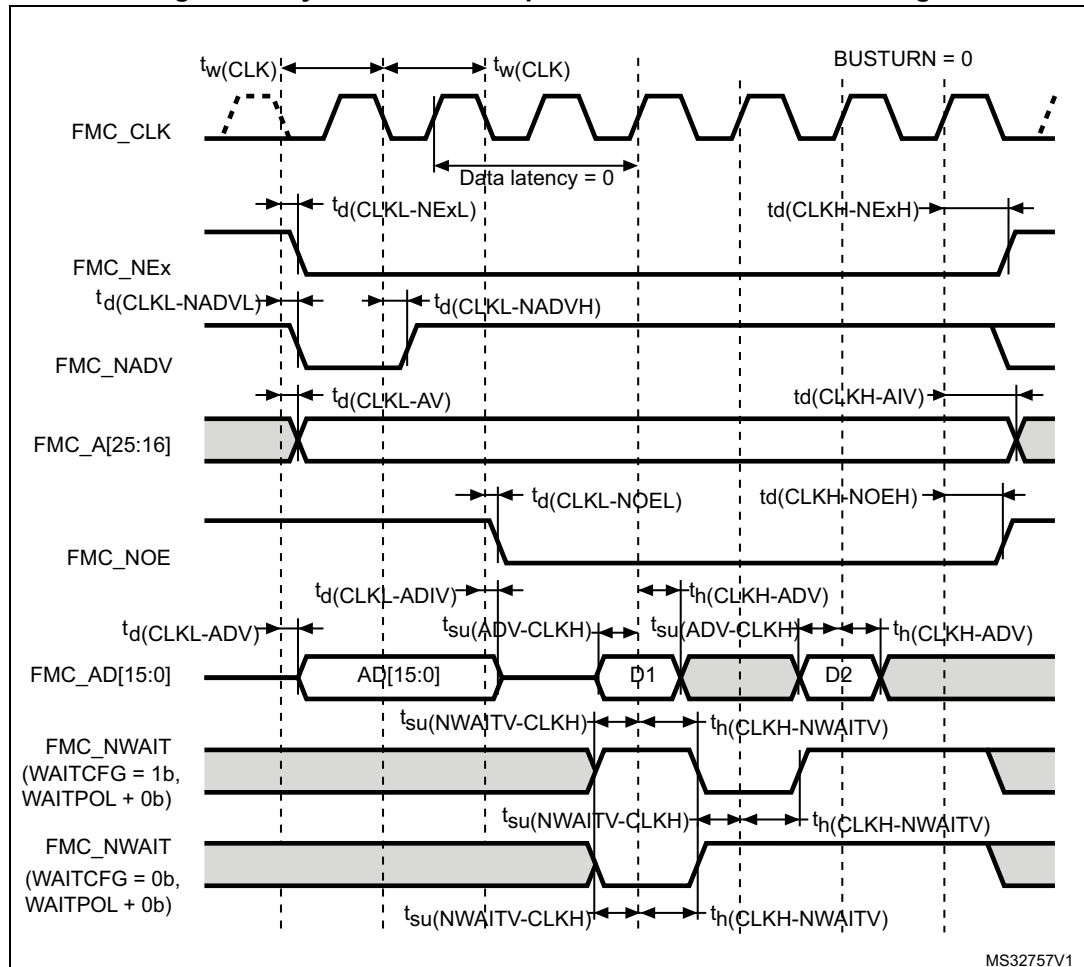 BUSTURN = 0
tw(CLK)
tw(CLK)
FMC_CLK
Data latency = 0
td(CLKL-NExL)
td(CLKH-NExH)
FMC_NEx
td(CLKL-NADVL)
td(CLKL-NADVH)
FMC_NADV
td(CLKL-AV)
td(CLKH-AIV)
FMC_A[25:16]
td(CLKL-NOEL)
td(CLKH-NOEH)
FMC_NOE
td(CLKL-ADIV)
th(CLKH-ADV)
td(CLKL-ADV)
tsu(ADV-CLKH)
tsu(ADV-CLKH)
th(CLKH-ADV)
FMC_AD[15:0]
AD[15:0]
D1
D2
tsu(NWAITV-CLKH)
th(CLKH-NWAITV)
FMC_NWAIT
(WAITCFG = 1b,
WAITPOL + 0b)
tsu(NWAITV-CLKH)
th(CLKH-NWAITV)
FMC_NWAIT
(WAITCFG = 0b,
WAITPOL + 0b)
tsu(NWAITV-CLKH)
th(CLKH-NWAITV)
MS32757V1